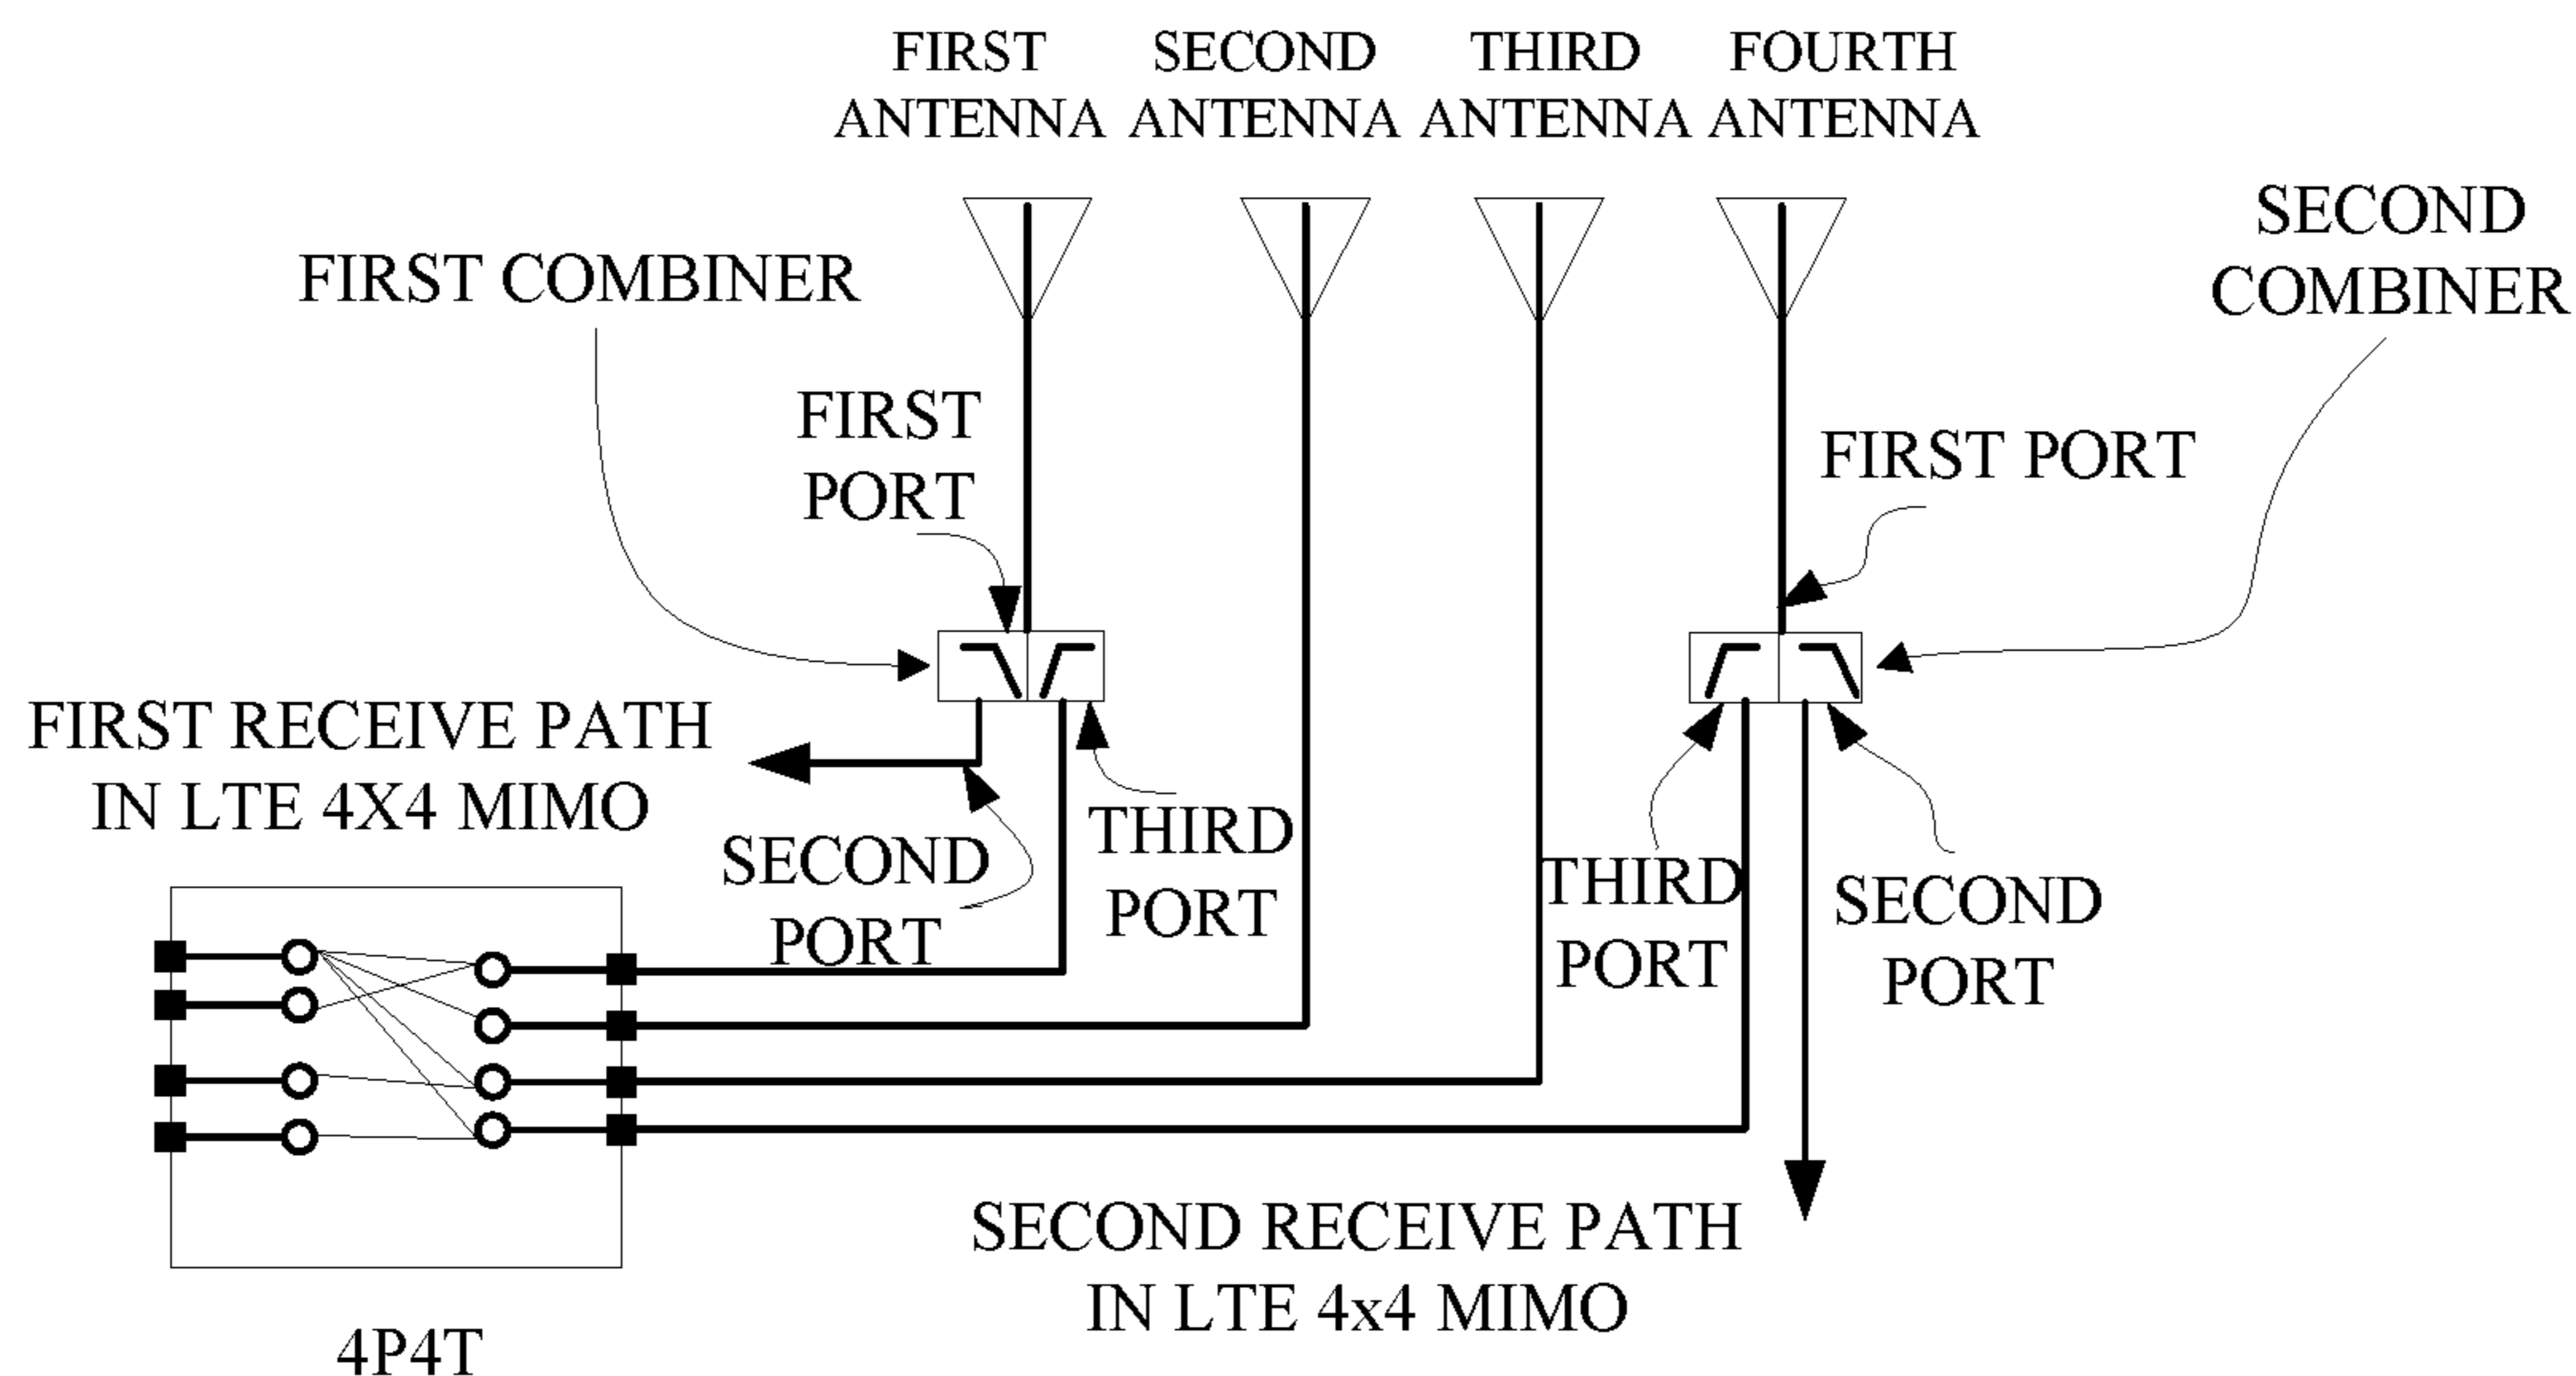 FIRST
ANTENNA
SECOND
ANTENNA
THIRD
ANTENNA
FOURTH
ANTENNA
FIRST COMBINER
SECOND
COMBINER
FIRST
PORT
FIRST PORT
FIRST RECEIVE PATH
IN LTE 4X4 MIMO
SECOND
PORT
THIRD
PORT
THIRD
PORT
SECOND
PORT
SECOND RECEIVE PATH
IN LTE 4x4 MIMO
4P4T